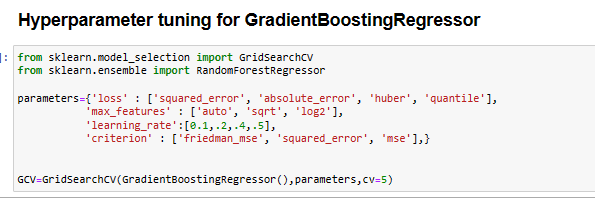 Hyperparameter tuning for GradientBoostingRegressor
]: from sklearn.model_selection import GridSearchCV
from sklearn.ensemble import RandomForestRegressor
parameters={'loss' : ['squared_error', 'absolute_error', 'huber', 'quantile'],
'max_features' : ['auto', 'sqrt', 'log2'],
'learning_rate':[0.1,.2,.4,.5],
'criterion' : ['friedman_mse', 'squared_error', 'mse'],}
GCV=GridSearchCV(GradientBoostingRegressor(),parameters,cv=5)